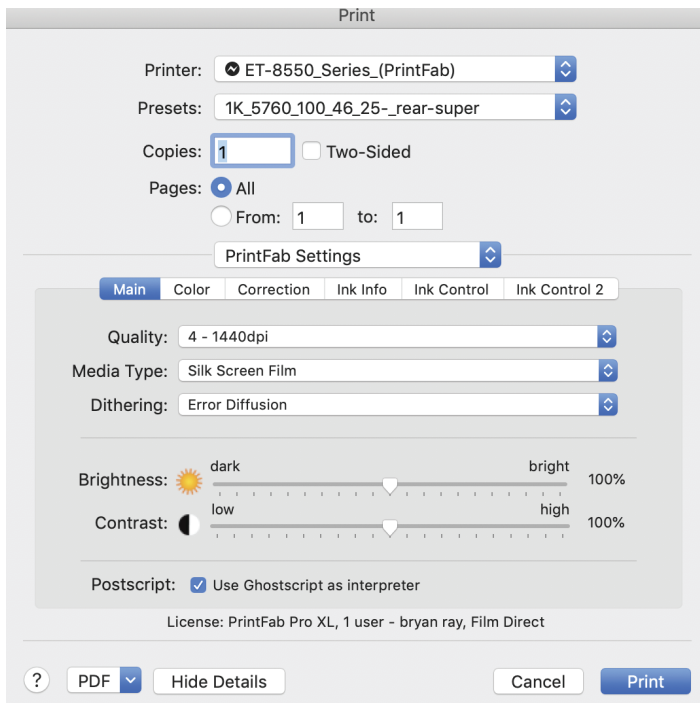 Print
Printer: ET-8550_Series_(PrintFab)
Presets: 1K_5760_100_46_25-_rear-super
Copies: 1 Two-Sided
Pages: All
From: 1 to: 1
PrintFab Settings
Main Color Correction Ink Info Ink Control Ink Control 2
Quality: 4 - 1440dpi
Media Type: Silk Screen Film
Dithering: Error Diffusion
dark bright
Brightness: 100%
low high
Contrast: 100%
Postscript: Use Ghostscript as interpreter
License: PrintFab Pro XL, 1 user - bryan ray, Film Direct
? PDF Hide Details Cancel Print